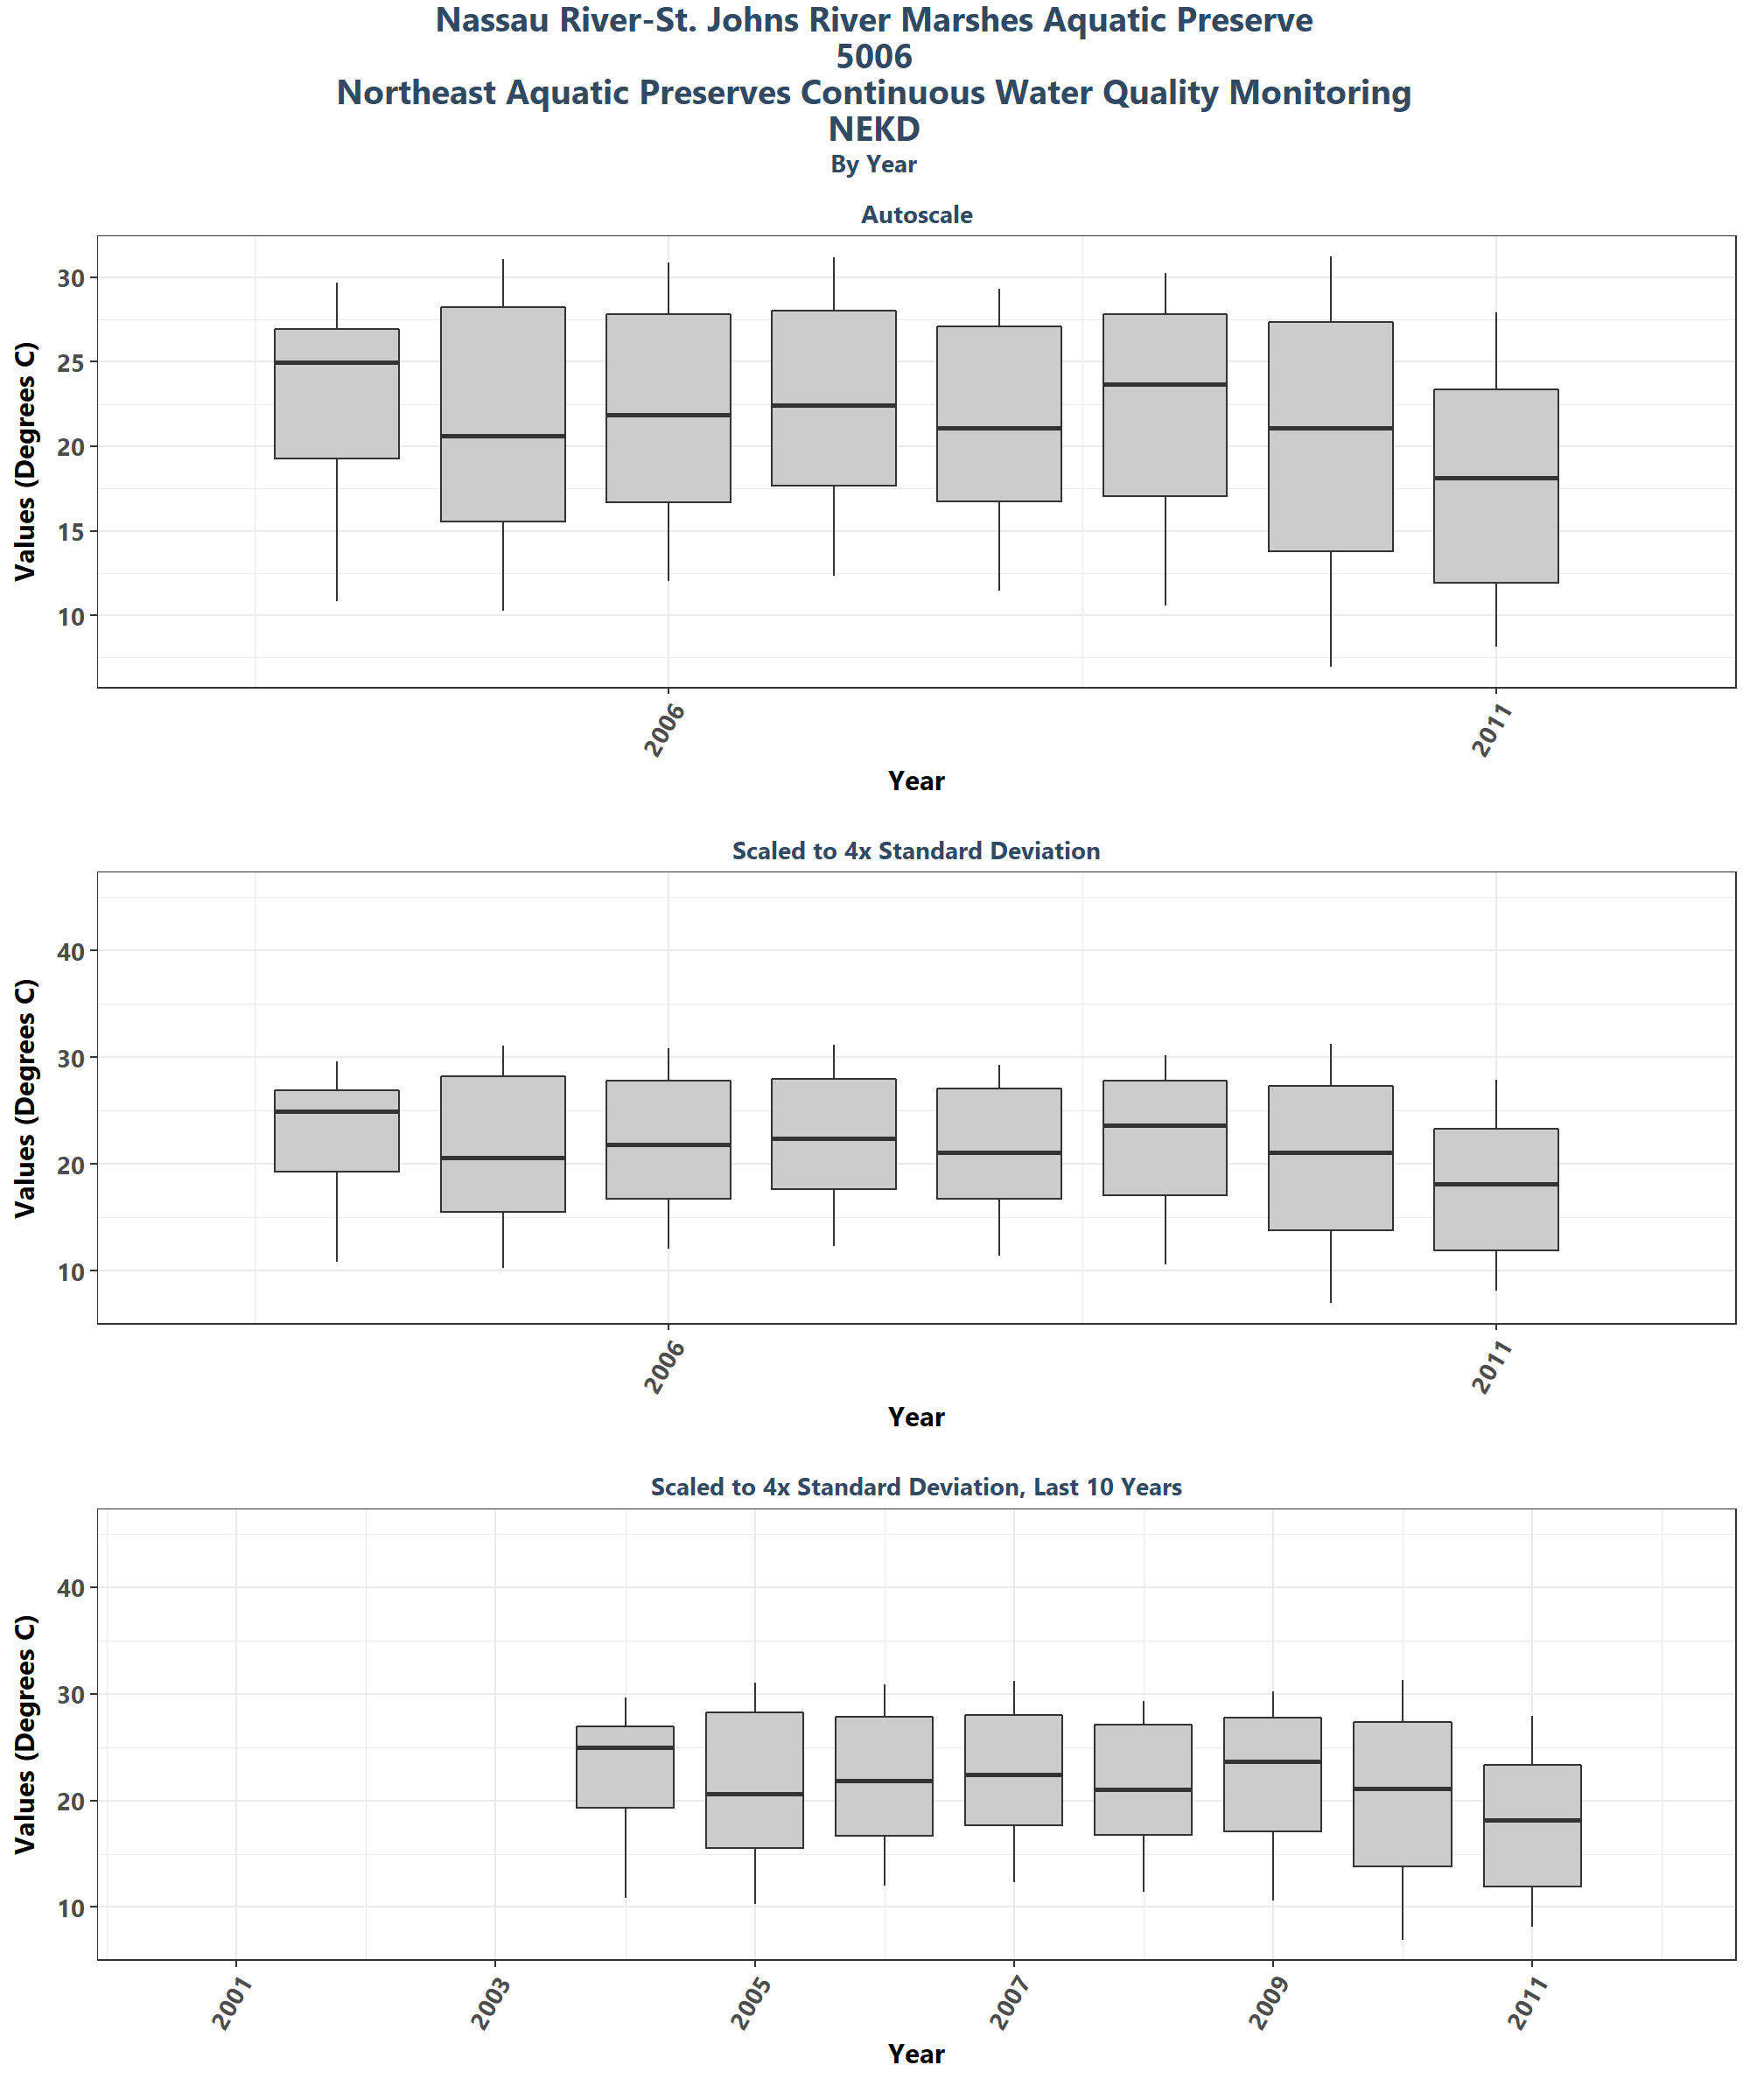 Nassau River-St. Johns River Marshes Aquatic Preserve
5006
Northeast Aquatic Preserves Continuous Water Quality Monitoring
NEKD
By Year
Autoscale
Values (Degrees C)
30
25
20
15
10
2006
2011
Year
Scaled to 4x Standard Deviation
Values (Degrees C)
40
30
20
10
2006
2011
Year
Scaled to 4x Standard Deviation, Last 10 Years
Values (Degrees C)
40
30
20
10
2001
2003
2005
2007
2009
2011
Year